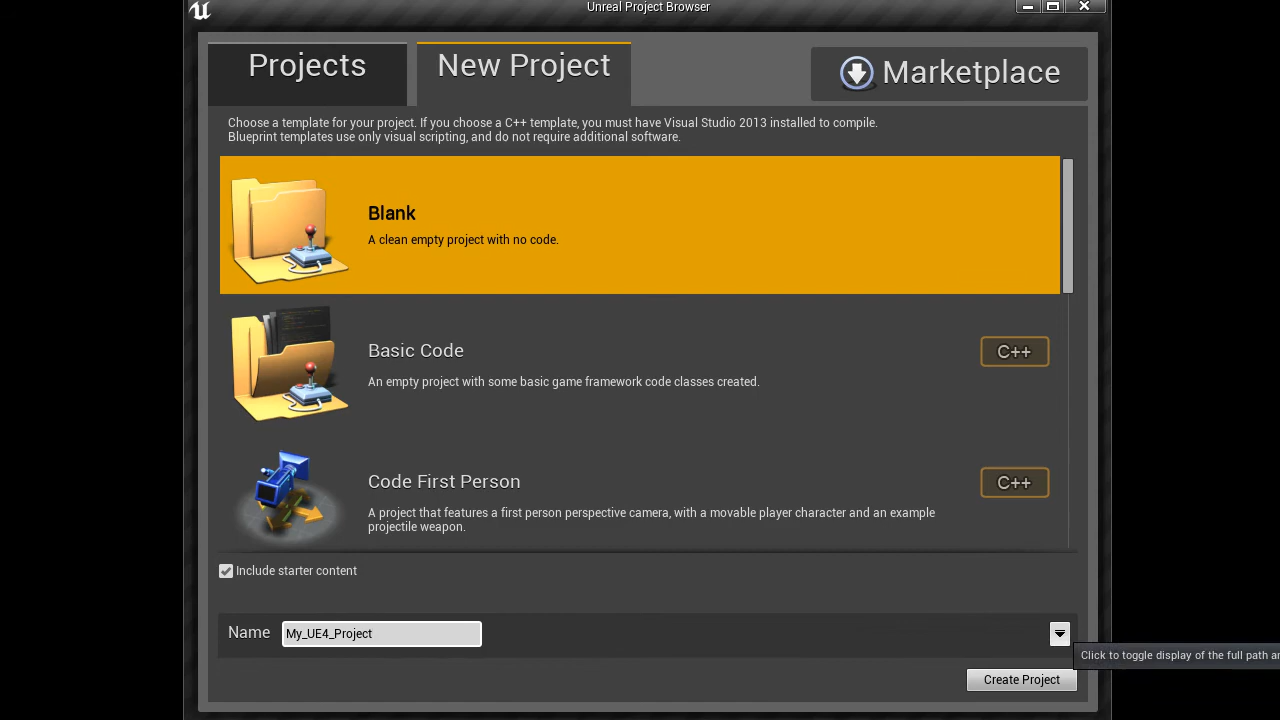 Unreal Project Browser
Projects
New Project
Marketplace
Choose a template for your project. If you choose a C++ template, you must have Visual Studio 2013 installed to compile.
Blueprint templates use only visual scripting, and do not require additional software.
Blank
A clean empty project with no code.
Basic Code
C++
An empty project with some basic game framework code classes created.
Code First Person
C++
A project that features a first person perspective camera, with a movable player character and an example
projectile weapon.
Include starter content
Name
My_UE4_Project
Click to toggle display of the full path
Create Project